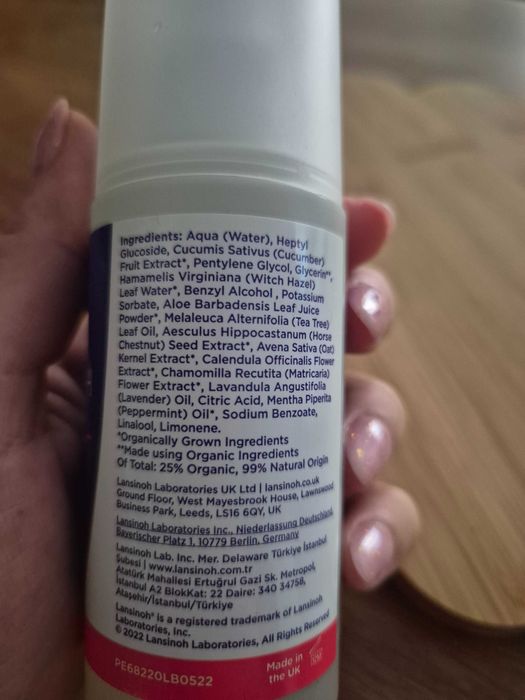 Ingredients: Aqua (Water), Heptyl
Glucoside, Cucumis Sativus (Cucumber)
Fruit Extract*, Pentylene Glycol, Glycerin**,
Hamamelis Virginiana (Witch Hazel)
Leaf Water*, Benzyl Alcohol , Potassium
Sorbate, Aloe Barbadensis Leaf Juice
Powder*, Melaleuca Alternifolia (Tea Tree)
Leaf Oil, Aesculus Hippocastanum (Horse
Chestnut) Seed Extract*, Avena Sativa (Oat)
Kernel Extract*, Calendula Officinalis Flower
Extract*, Chamomilla Recutita (Matricaria)
Flower Extract*, Lavandula Angustifolia
(Lavender) Oil, Citric Acid, Mentha Piperita
(Peppermint) Oil*, Sodium Benzoate,
Linalool, Limonene.
*Organically Grown Ingredients
**Made using Organic Ingredients
Of Total: 25% Organic, 99% Natural Origin
Lansinoh Laboratories UK Ltd | lansinoh.co.uk
Ground Floor, West Mayesbrook House, Lawnswood
Business Park, Leeds, LS16 6QY, UK
Lansinoh Laboratories Inc., Niederlassung Deutschland,
Bayerischer Platz 1, 10779 Berlin, Germany
Lansinoh Lab. Inc. Mer. Delaware Türkiye İstanbul
Şubesi | www.lansinoh.com.tr
Atatürk Mahallesi Ertuğrul Gazi Sk. Metropol,
İstanbul A2 BlokKat: 22 Daire: 340 34758,
Ataşehir/İstanbul/Türkiye
Lansinoh® is a registered trademark of Lansinoh
Laboratories, Inc.
© 2022 Lansinoh Laboratories, All Rights Reserved
PE68220LB0522
Made in
the UK